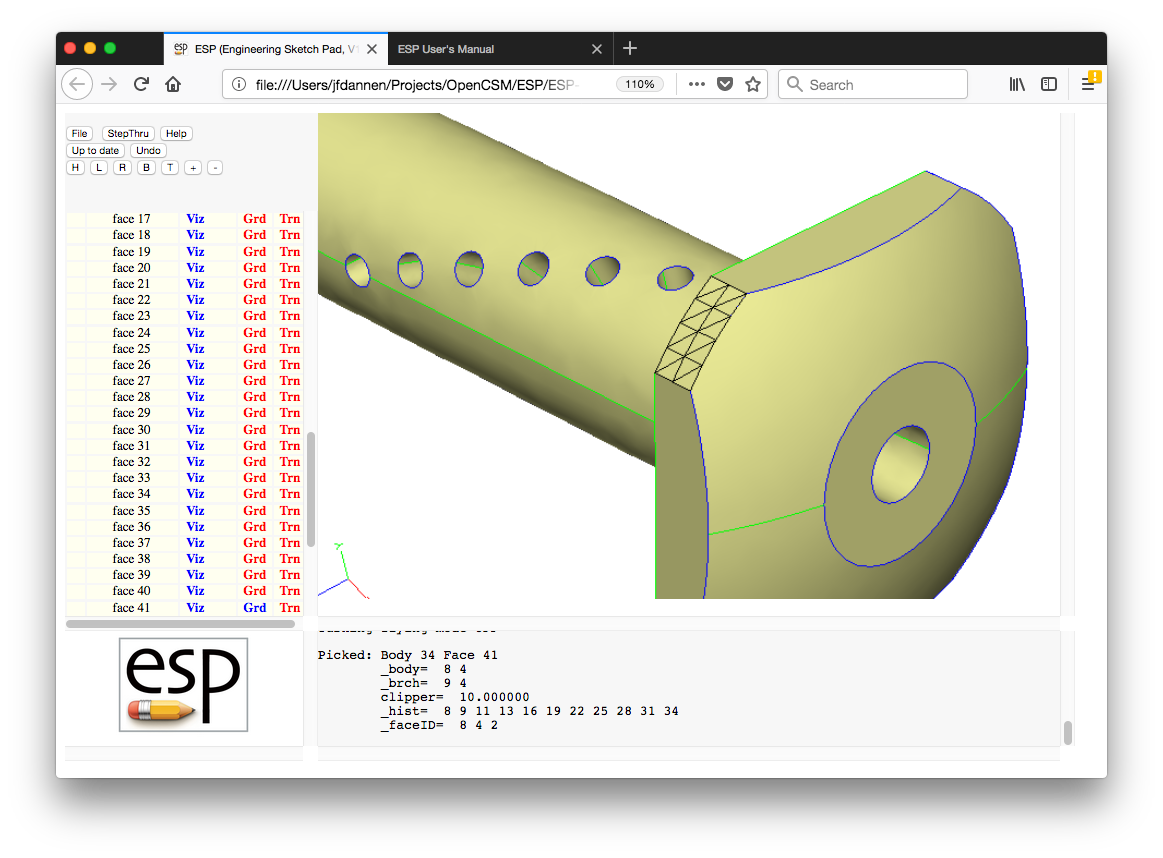 esp ESP (Engineering Sketch Pad, V1 ESP User's Manual
file:///Users/jfdannen/Projects/OpenCSM/ESP/ESP- 110% Search
File StepThru Help
Up to date Undo
H L R B T + -
face 17 Viz Grd Trn
face 18 Viz Grd Trn
face 19 Viz Grd Trn
face 20 Viz Grd Trn
face 21 Viz Grd Trn
face 22 Viz Grd Trn
face 23 Viz Grd Trn
face 24 Viz Grd Trn
face 25 Viz Grd Trn
face 26 Viz Grd Trn
face 27 Viz Grd Trn
face 28 Viz Grd Trn
face 29 Viz Grd Trn
face 30 Viz Grd Trn
face 31 Viz Grd Trn
face 32 Viz Grd Trn
face 33 Viz Grd Trn
face 34 Viz Grd Trn
face 35 Viz Grd Trn
face 36 Viz Grd Trn
face 37 Viz Grd Trn
face 38 Viz Grd Trn
face 39 Viz Grd Trn
face 40 Viz Grd Trn
face 41 Viz Grd Trn
esp
Picked: Body 34 Face 41
_body= 8 4
_brch= 9 4
clipper= 10.000000
_hist= 8 9 11 13 16 19 22 25 28 31 34
_faceID= 8 4 2